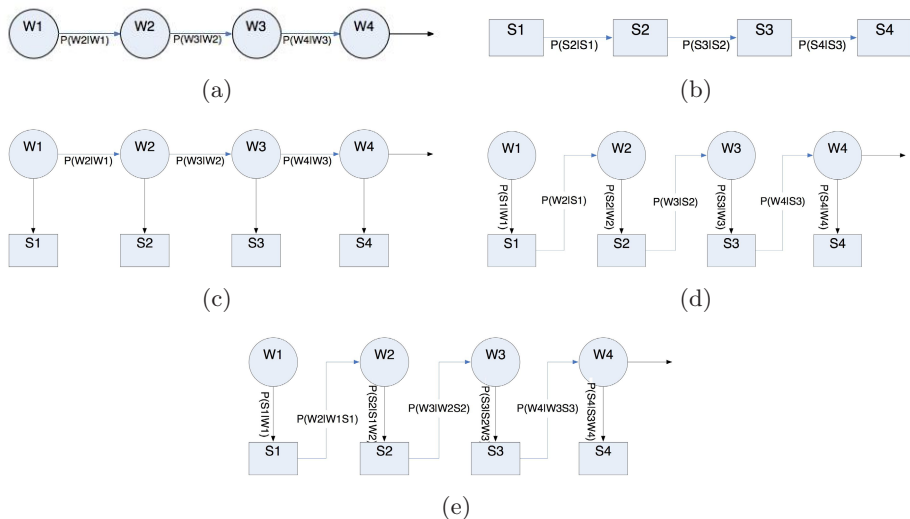 W1 W2 W3 W4
P(W2|W1) P(W3|W2) P(W4|W3)
(a)
S1 S2 S3 S4
P(S2|S1) P(S3|S2) P(S4|S3)
(b)
W1 W2 W3 W4
P(W2|W1) P(W3|W2) P(W4|W3)
S1 S2 S3 S4
(c)
W1 W2 W3 W4
P(S1|W1) P(W2|S1) P(S2|W2) P(W3|S2) P(S3|W3) P(W4|S3) P(S4|W4)
S1 S2 S3 S4
(d)
W1 W2 W3 W4
P(S1|W1) P(W2|W1S1) P(S2|S1W2) P(W3|W2S2) P(S3|S2W3 P(W4|W3S3) P(S4|S3W4)
S1 S2 S3 S4
(e)